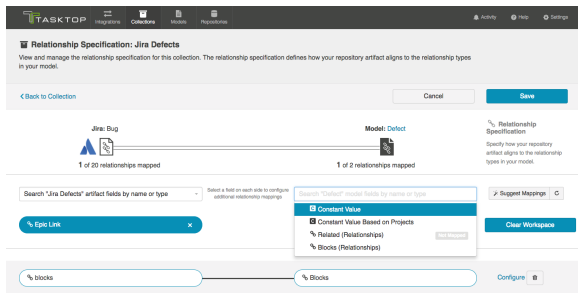 TASKTOP
Integrations
Collections
Models
Repositories
Activity
Help
Settings
Relationship Specification: Jira Defects
View and manage the relationship specification for this collection. The relationship specification defines how your repository artifact aligns to the relationship types
in your model.
Back to Collection
Cancel
Save
Jira: Bug
Model: Defect
1 of 20 relationships mapped
1 of 2 relationships mapped
Relationship
Specification
Specify how your repository
artifact aligns to the relationship
types in your model.
Search "Jira Defects" artifact fields by name or type
Select a field on each side to configure
additional relationship mappings
Search "Defect" model fields by name or type
Suggest Mappings
Constant Value
Constant Value Based on Projects
Related (Relationships)
Not Mapped
Blocks (Relationships)
Epic Link
x
Clear Workspace
blocks
Blocks
Configure